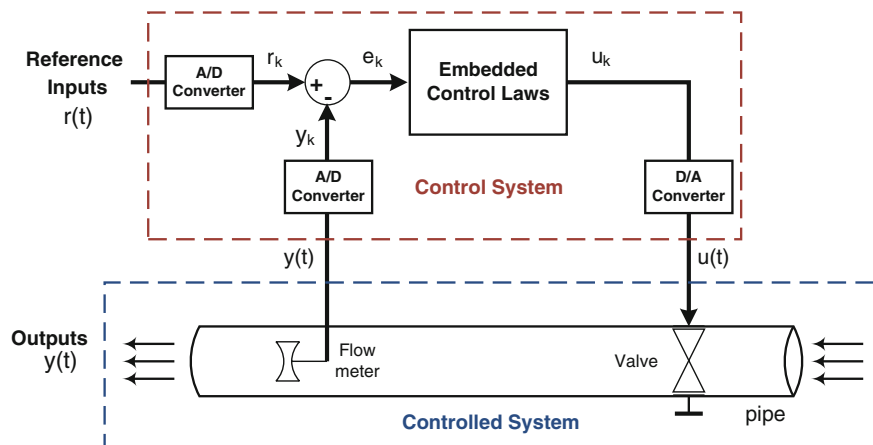 Reference
Inputs
r(t)
A/D
Converter
r_k
+
-
e_k
Embedded
Control Laws
u_k
y_k
A/D
Converter
Control System
D/A
Converter
y(t)
u(t)
Outputs
y(t)
Flow
meter
Valve
pipe
Controlled System